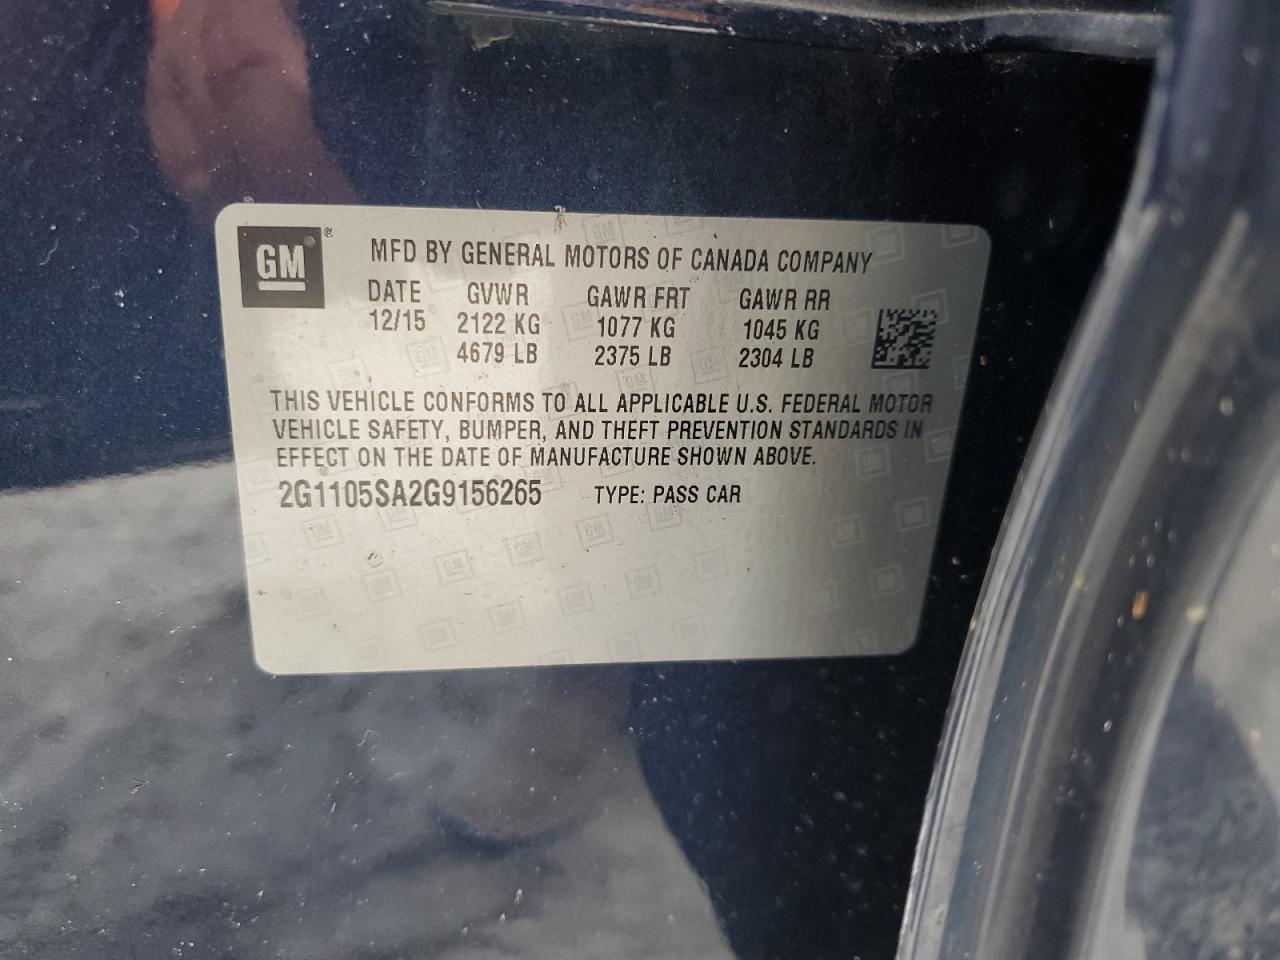 GM ®
MFD BY GENERAL MOTORS OF CANADA COMPANY
DATE GVWR GAWR FRT GAWR RR
12/15 2122 KG 1077 KG 1045 KG
4679 LB 2375 LB 2304 LB
THIS VEHICLE CONFORMS TO ALL APPLICABLE U.S. FEDERAL MOTOR
VEHICLE SAFETY, BUMPER, AND THEFT PREVENTION STANDARDS IN
EFFECT ON THE DATE OF MANUFACTURE SHOWN ABOVE.
2G1105SA2G9156265 TYPE: PASS CAR